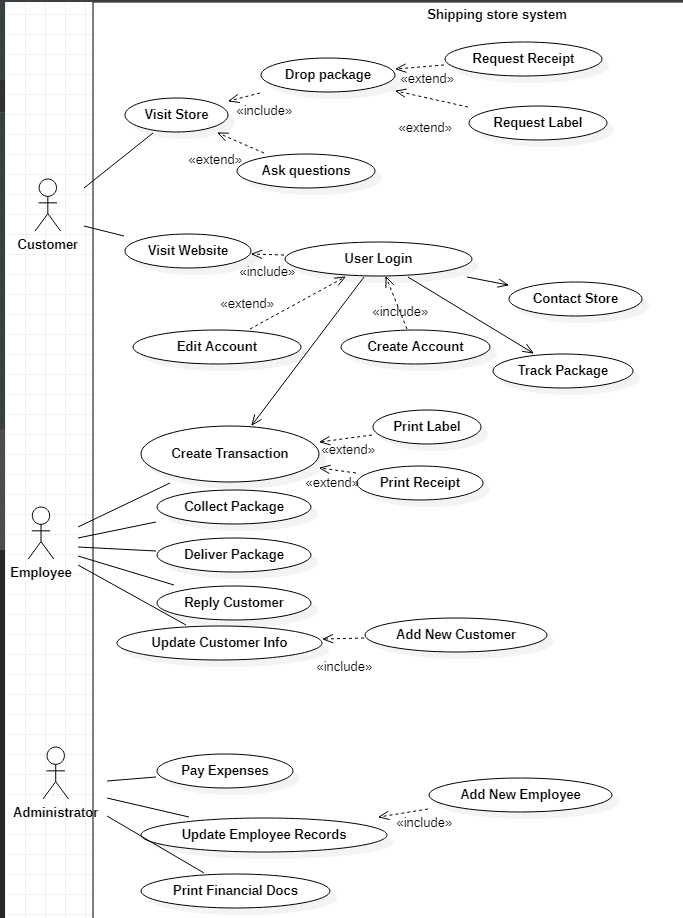 Shipping store system
Request Receipt
Drop package
«extend»
Visit Store
«include»
Request Label
«extend»
«extend»
Ask questions
Customer
Visit Website
User Login
«include»
Contact Store
«extend»
«include»
Edit Account
Create Account
Track Package
Print Label
Create Transaction
«extend»
«extend»
Print Receipt
Collect Package
Employee
Deliver Package
Reply Customer
Update Customer Info
Add New Customer
«include»
Pay Expenses
Administrator
Add New Employee
«include»
Update Employee Records
Print Financial Docs